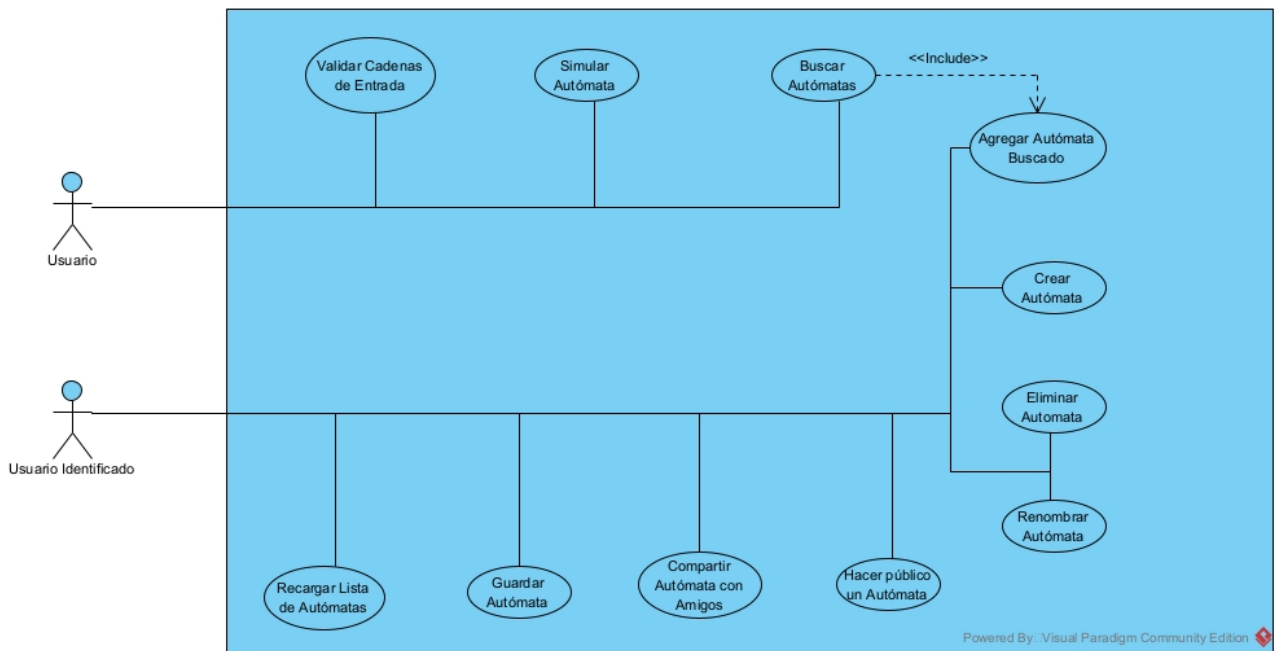 Validar Cadenas
de Entrada
Simular
Autómata
Buscar
Autómatas
<<Include>>
Agregar Autómata
Buscado
Usuario
Crear
Autómata
Eliminar
Automata
Usuario Identificado
Renombrar
Autómata
Recargar Lista
de Autómatas
Guardar
Autómata
Compartir
Autómata con
Amigos
Hacer público
un Autómata
Powered By Visual Paradigm Community Edition